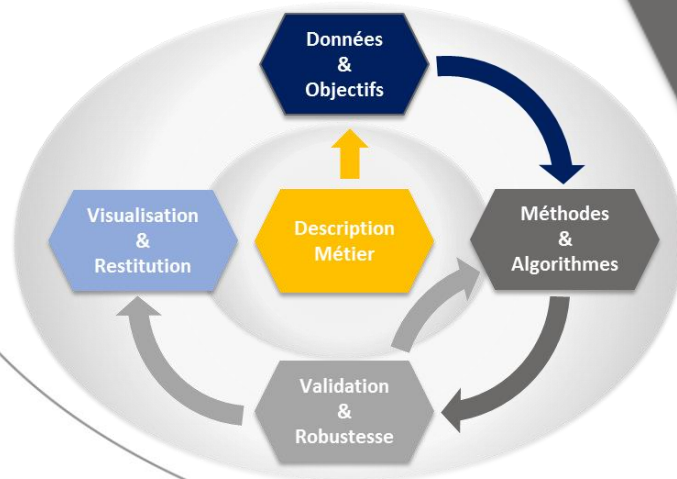 Données
&
Objectifs
Visualisation
&
Restitution
Description
Métier
Méthodes
&
Algorithmes
Validation
&
Robustesse